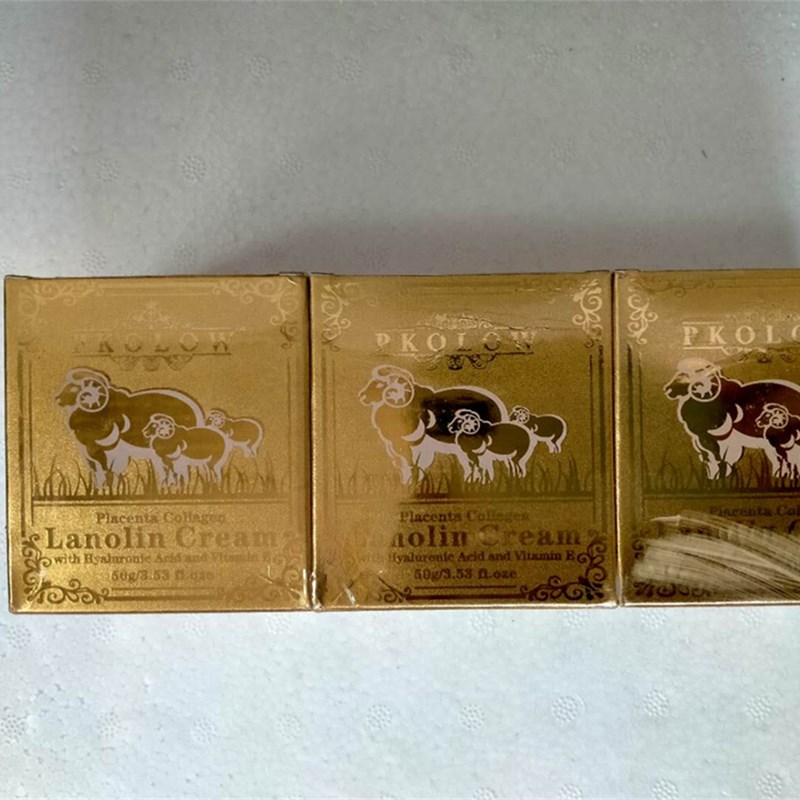 PKOLOW
Placenta Collagen
Lanolin Cream
with Hyaluronic Acid and Vitamin E
50g/3.53 fl.oze
PKOLOW
Placenta Collagen
Lanolin Cream
with Hyaluronic Acid and Vitamin E
50g/3.53 fl.oze
PKOLO
Placenta C
Lanolin